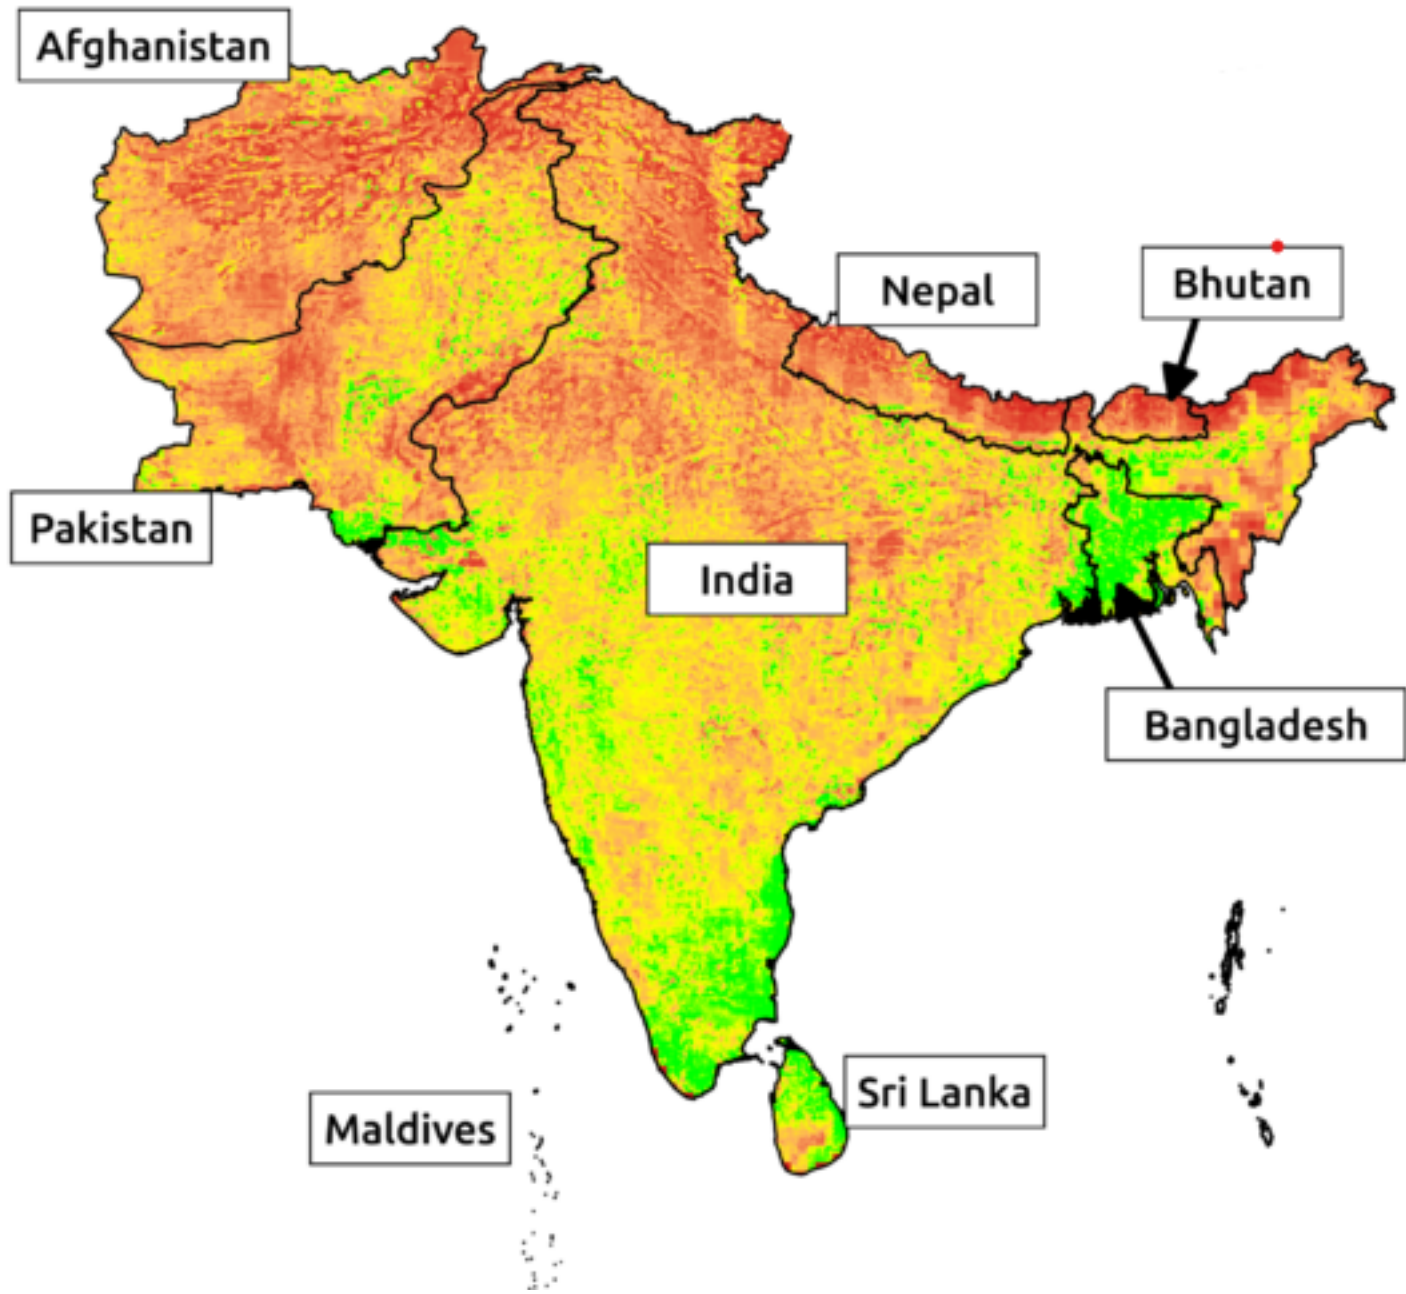 Afghanistan
Nepal
Bhutan
Pakistan
India
Bangladesh
Sri Lanka
Maldives